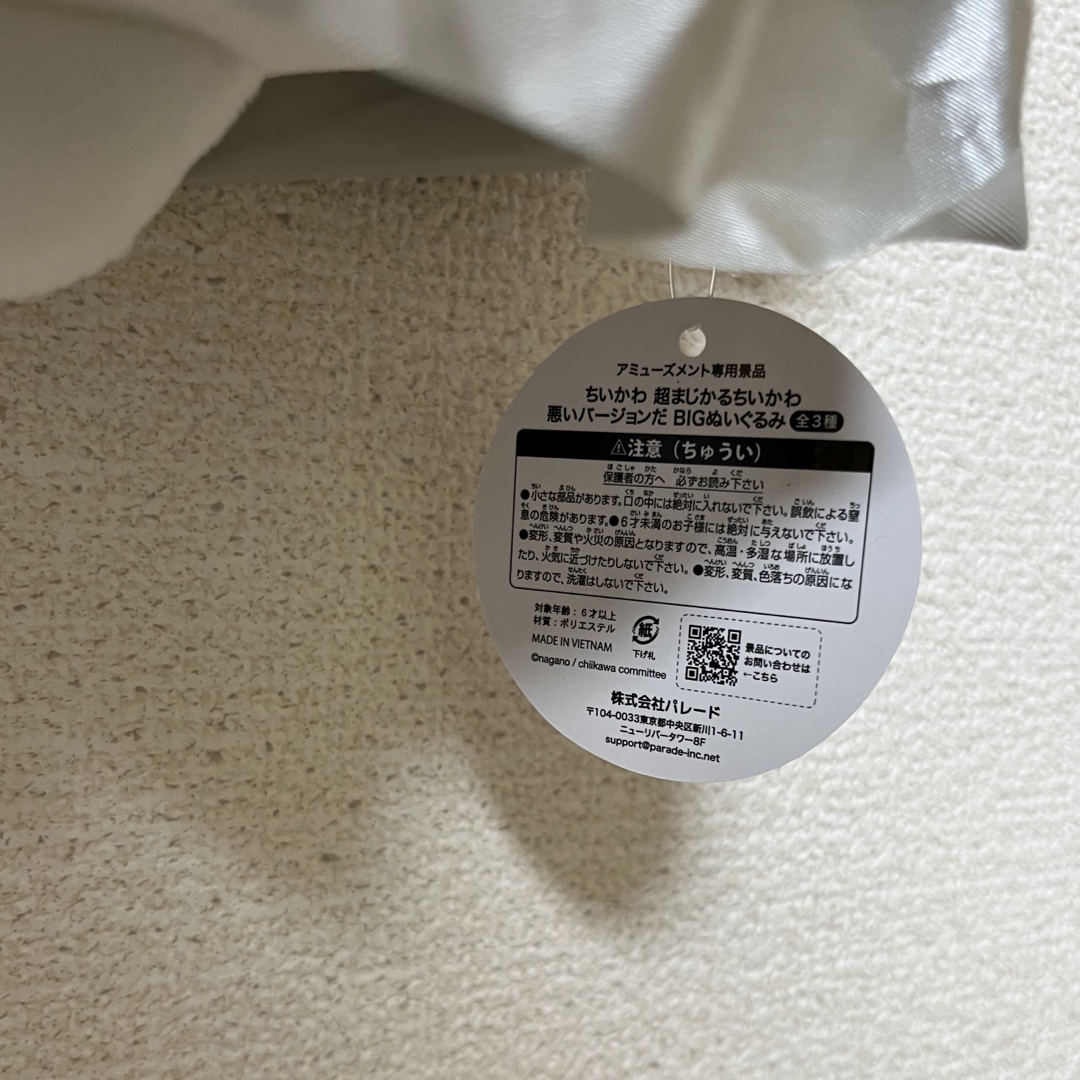 アミューズメント専用景品
ちいかわ 超まじかるちいかわ
悪いバージョンだ BIGぬいぐるみ 全3種
⚠注意（ちゅうい）
保護者の方へ 必ずお読み下さい
●小さな部品があります。口の中には絶対に入れないで下さい。誤飲による窒
息の危険があります。●6才未満のお子様には絶対に与えないで下さい。
●変形、変質や火災の原因となりますので、高温・多湿な場所に放置し
たり、火気に近づけたりしないで下さい。●変形、変質、色落ちの原因にな
りますので、洗濯はしないで下さい。
対象年齢：6才以上
材質：ポリエステル
MADE IN VIETNAM
©nagano / chiikawa committee
紙
下げ札
景品についての
お問い合わせは
←こちら
株式会社パレード
〒104-0033東京都中央区新川1-6-11
ニューリバータワー8F
support@parade-inc.net